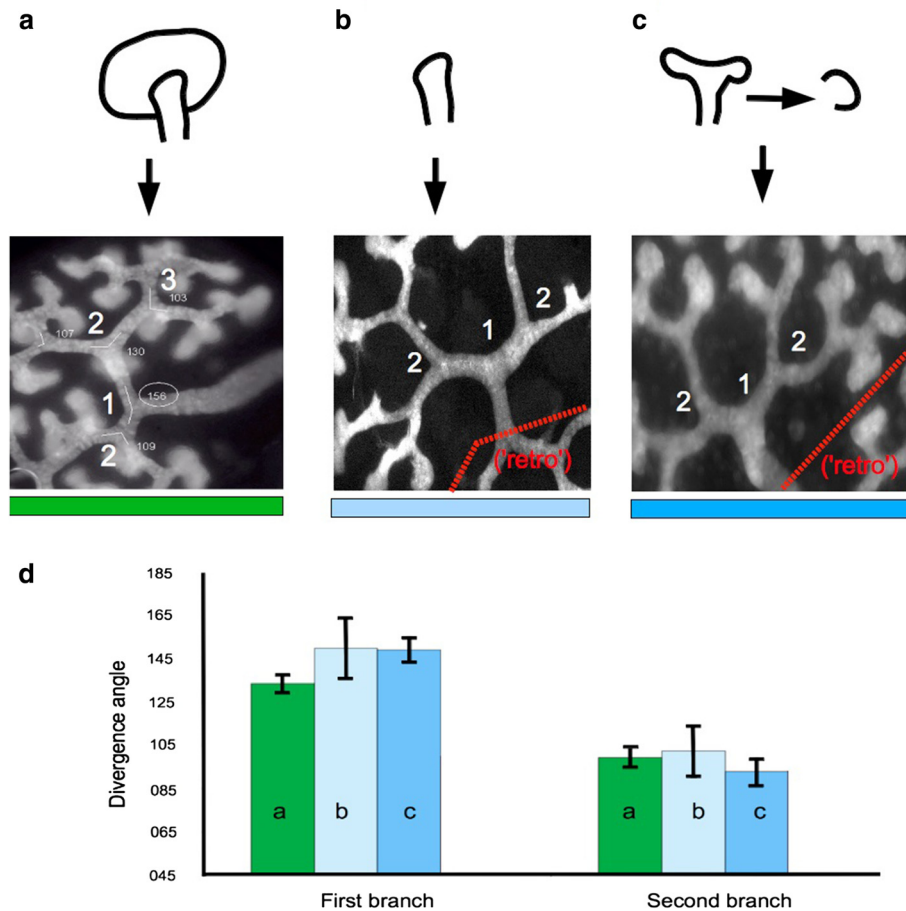 a
b
c
3
103
2
107
130
1
156
109
2
2
1
2
('retro')
2
1
2
('retro')
d
Divergence angle
185
165
145
125
105
085
065
045
a b c
a b c
First branch
Second branch